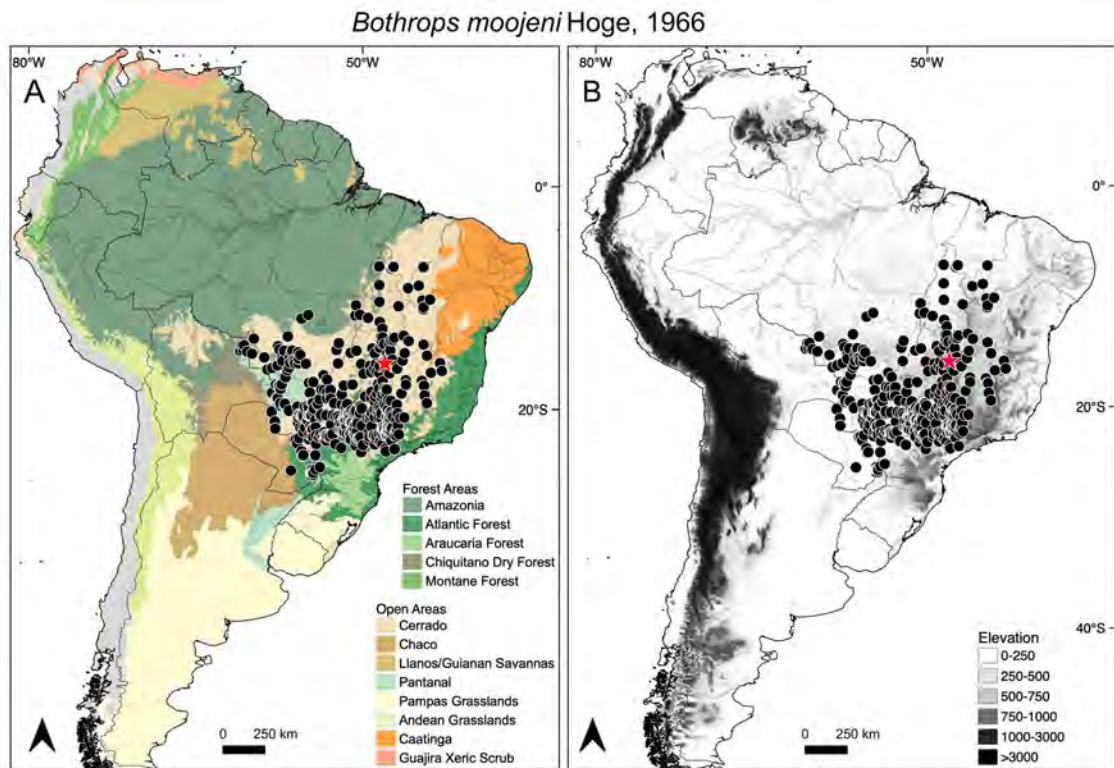 Bothrops moojeni Hoge, 1966
80°W
50°W
A
0°
20°S
Forest Areas
Amazonia
Atlantic Forest
Araucaria Forest
Chiquitano Dry Forest
Montane Forest
Open Areas
Cerrado
Chaco
Llanos/Guianan Savannas
Pantanal
Pampas Grasslands
Andean Grasslands
Caatinga
Guajira Xeric Scrub
0 250 km
80°W
50°W
B
0°
20°S
40°S
Elevation
0-250
250-500
500-750
750-1000
1000-3000
>3000
0 250 km